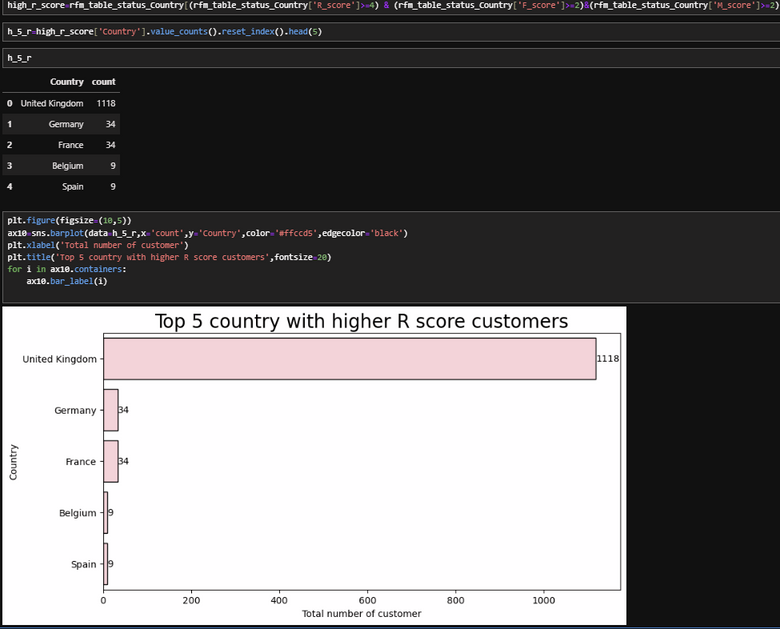 high_r_score=rfm_table_status_Country[(rfm_table_status_Country['R_score']>=4) & (rfm_table_status_Country['F_score']>=2)&(rfm_table_status_Country['M_score']>=2)
h_5_r=high_r_score['Country'].value_counts().reset_index().head(5)
h_5_r
Country count
0 United Kingdom 1118
1 Germany 34
2 France 34
3 Belgium 9
4 Spain 9
plt.figure(figsize=(10,5))
ax10=sns.barplot(data=h_5_r,x='count',y='Country',color='#ffccd5',edgecolor='black')
plt.xlabel('Total number of customer')
plt.title('Top 5 country with higher R score customers',fontsize=20)
for i in ax10.containers:
    ax10.bar_label(i)
Top 5 country with higher R score customers
United Kingdom 1118
Germany 34
France 34
Belgium 9
Spain 9
Country
0 200 400 600 800 1000
Total number of customer